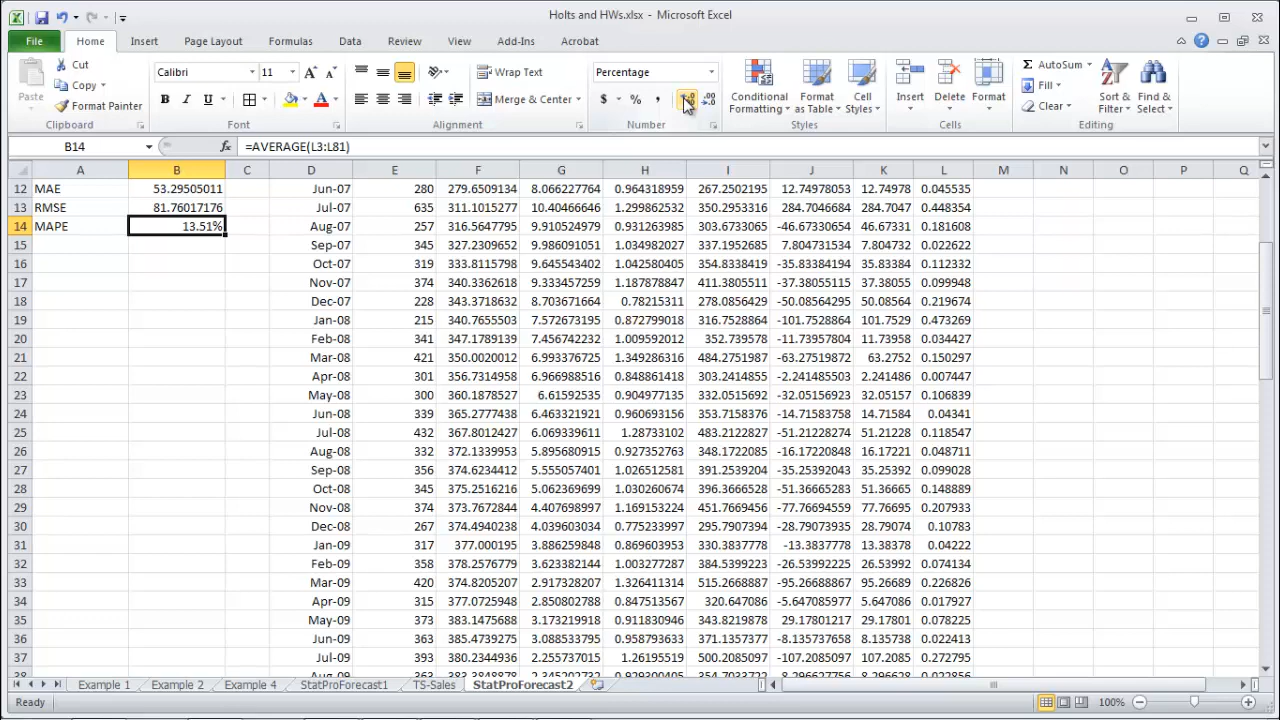 Holts and HWs.xlsx - Microsoft Excel
File Home Insert Page Layout Formulas Data Review View Add-Ins Acrobat
Paste Cut Copy Format Painter Clipboard
Calibri 11 B I U A Font
Wrap Text Merge & Center Alignment
Percentage $ % , Number
Conditional Formatting Format as Table Cell Styles Styles
Insert Delete Format Cells
AutoSum Fill Clear Sort & Filter Find & Select Editing
B14 fx =AVERAGE(L3:L81)
A B C D E F G H I J K L M N O P Q
12 MAE 53.29505011 Jun-07 280 279.6509134 8.066227764 0.964318959 267.2502195 12.74978053 12.74978 0.045535
13 RMSE 81.76017176 Jul-07 635 311.1015277 10.40466646 1.299862532 350.2953316 284.7046684 284.7047 0.448354
14 MAPE 13.51% Aug-07 257 316.5647795 9.910524749 0.931263895 303.6733065 -46.67330654 46.67331 0.181608
15 Sep-07 345 327.2309652 9.986091051 1.034982027 337.1952685 7.804731534 7.804732 0.022622
16 Oct-07 319 333.8115798 9.645543402 1.042580405 354.8338419 -35.83384194 35.83384 0.112332
17 Nov-07 374 340.3362618 9.333457259 1.187878847 411.3805511 -37.38055115 37.38055 0.099948
18 Dec-07 228 343.3718632 8.703671664 0.78215311 278.0856429 -50.08564295 50.08564 0.219674
19 Jan-08 215 340.7655503 7.572673195 0.872799018 316.7528864 -101.7528864 101.7529 0.473269
20 Feb-08 341 347.1789139 7.456742232 1.009592012 352.739578 -11.73957804 11.73958 0.034427
21 Mar-08 421 350.0020012 6.993376725 1.349286316 484.2751987 -63.27519872 63.2752 0.150297
22 Apr-08 301 356.7314958 6.966988516 0.848861418 303.2414855 -2.241485503 2.241486 0.007447
23 May-08 300 360.1878527 6.61592535 0.904977135 332.0515692 -32.05156923 32.05157 0.106839
24 Jun-08 339 365.2777438 6.463321921 0.960693156 353.7158376 -14.71583758 14.71584 0.04341
25 Jul-08 432 367.8012427 6.069339611 1.28733102 483.2122827 -51.21228274 51.21228 0.118547
26 Aug-08 332 372.1339953 5.895680915 0.927352763 348.1722085 -16.17220848 16.17221 0.048711
27 Sep-08 356 374.6234412 5.555057401 1.026512581 391.2539204 -35.25392043 35.25392 0.099028
28 Oct-08 345 375.2516216 5.062369699 1.030260674 396.3666528 -51.36665283 51.36665 0.148889
29 Nov-08 374 373.7672844 4.407698197 1.169153224 451.7669456 -77.76694559 77.76695 0.207933
30 Dec-08 267 374.4940238 4.039603034 0.775233997 295.7907394 -28.79073935 28.79074 0.10783
31 Jan-09 317 377.000195 3.886259848 0.869603953 330.3837778 -13.3837778 13.38378 0.04222
32 Feb-09 358 378.2576779 3.623382144 1.003277287 384.5399223 -26.53992225 26.53992 0.074134
33 Mar-09 420 374.8205207 2.917328207 1.326411314 515.2668887 -95.26688867 95.26689 0.226826
34 Apr-09 315 377.0725948 2.850802758 0.847513567 320.647086 -5.647085977 5.647086 0.017927
35 May-09 373 383.1475688 3.173219918 0.911830946 343.8219829 29.17801712 29.17801 0.078225
36 Jun-09 363 385.4739275 3.088533795 0.958793633 371.1357377 -8.135737658 8.135738 0.022413
37 Jul-09 393 380.2344936 2.255737015 1.26195519 500.2085097 -107.2085097 107.2085 0.272795
Example 1 Example 2 Example 4 StatProForecast1 TS-Sales StatProForecast2
Ready 100%